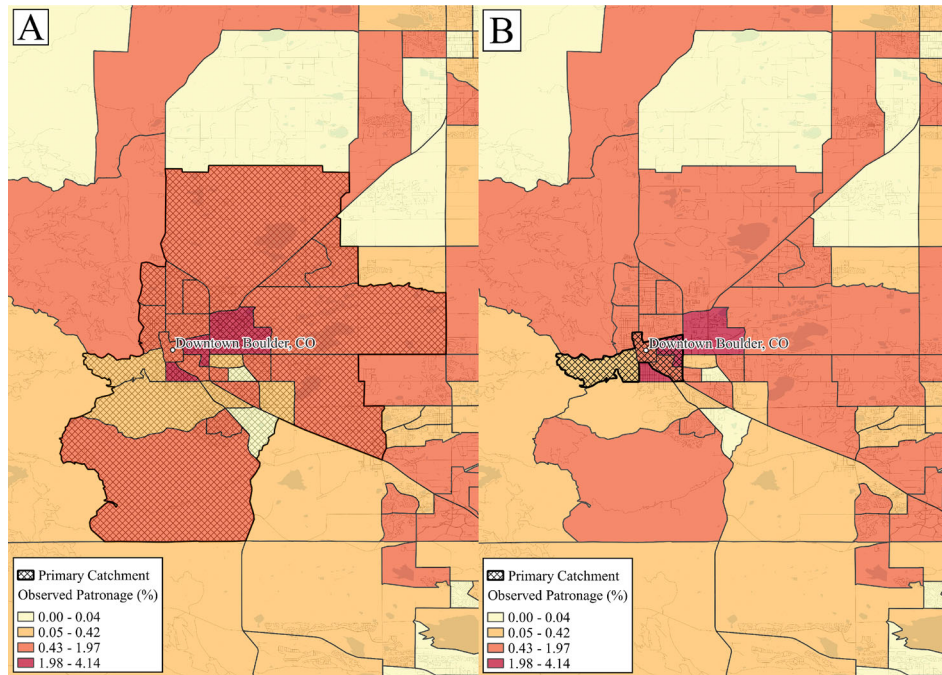 A
Downtown Boulder, CO
Primary Catchment
Observed Patronage (%)
0.00 - 0.04
0.05 - 0.42
0.43 - 1.97
1.98 - 4.14
B
Downtown Boulder, CO
Primary Catchment
Observed Patronage (%)
0.00 - 0.04
0.05 - 0.42
0.43 - 1.97
1.98 - 4.14